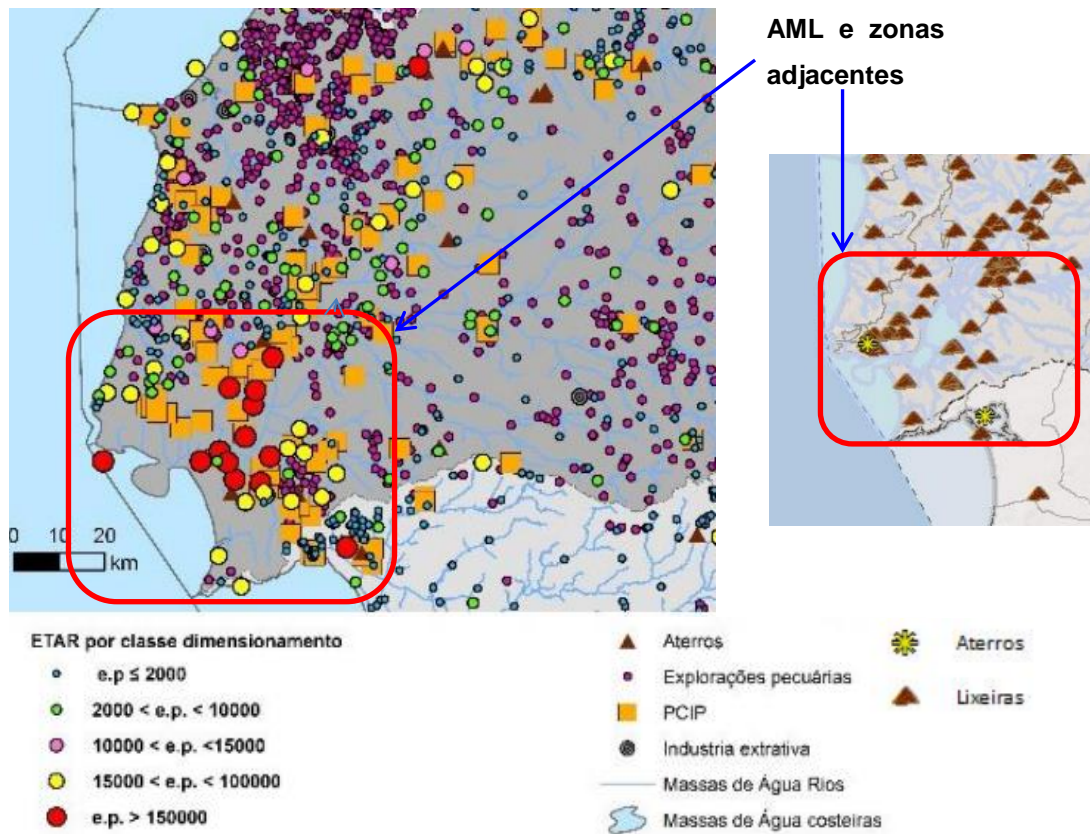 AML e zonas
adjacentes
0 10 20
km
ETAR por classe dimensionamento
e.p ≤ 2000
2000 < e.p. < 10000
10000 < e.p. <15000
15000 < e.p. < 100000
e.p. > 150000
Aterros
Explorações pecuárias
PCIP
Industria extrativa
Massas de Água Rios
Massas de Água costeiras
Aterros
Lixeiras